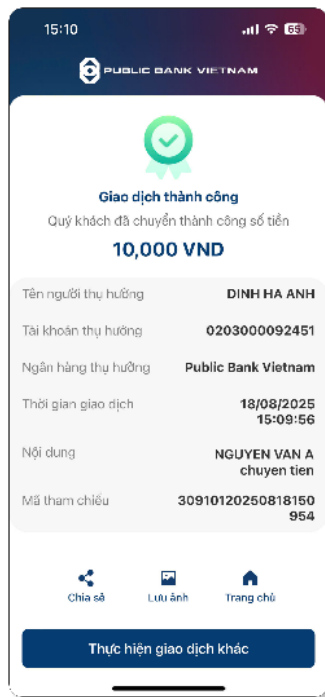 15:10
65
PUBLIC BANK VIETNAM
Giao dịch thành công
Quý khách đã chuyển thành công số tiền
10,000 VND
Tên người thụ hưởng
DINH HA ANH
Tài khoản thụ hưởng
0203000092451
Ngân hàng thụ hưởng
Public Bank Vietnam
Thời gian giao dịch
18/08/2025
15:09:56
Nội dung
NGUYEN VAN A
chuyen tien
Mã tham chiếu
30910120250818150
954
Chia sẻ
Lưu ảnh
Trang chủ
Thực hiện giao dịch khác